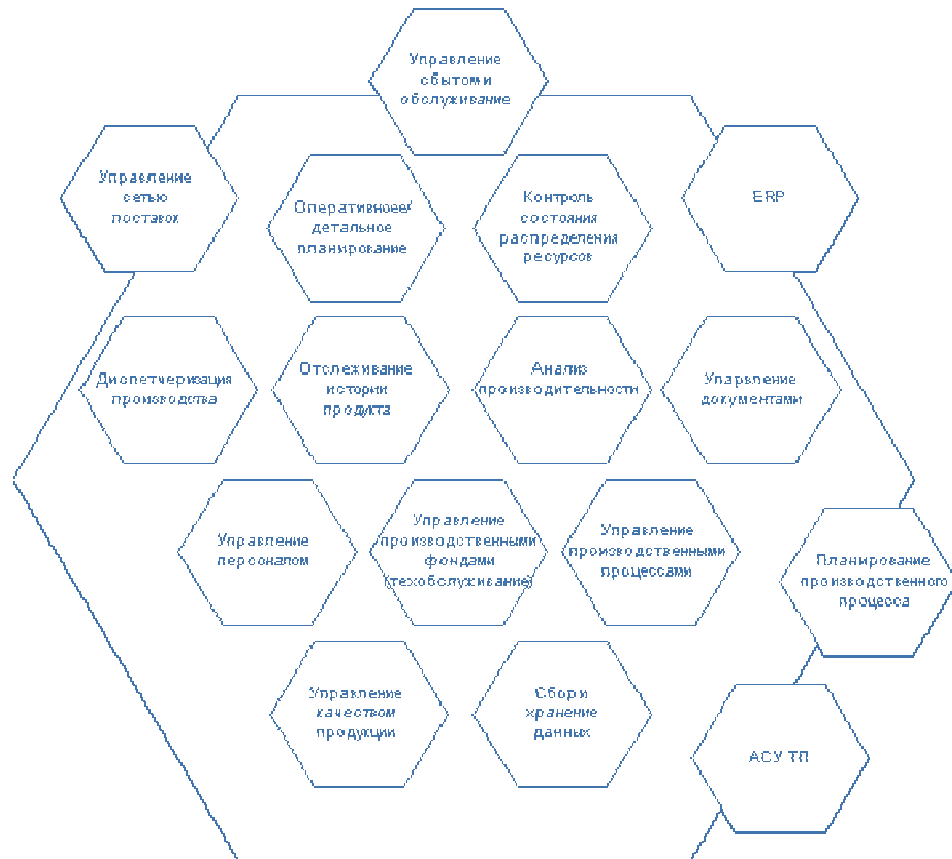 Управление
сбытом и
обслуживание
Управление
сетью
поставок
Оперативное/
детальное
планирование
Контроль
состояния
распределения
ресурсов
ERP
Диспетчеризация
производства
Отслеживание
истории
продукта
Анализ
производительности
Упарвление
документами
Управление
персоналом
Управление
производственными
фондами
(техобслуживание)
Управление
производственными
процессами
Планирование
производственного
процесса
Управление
качеством
продукции
Сбор и
хранение
данных
АСУ ТП